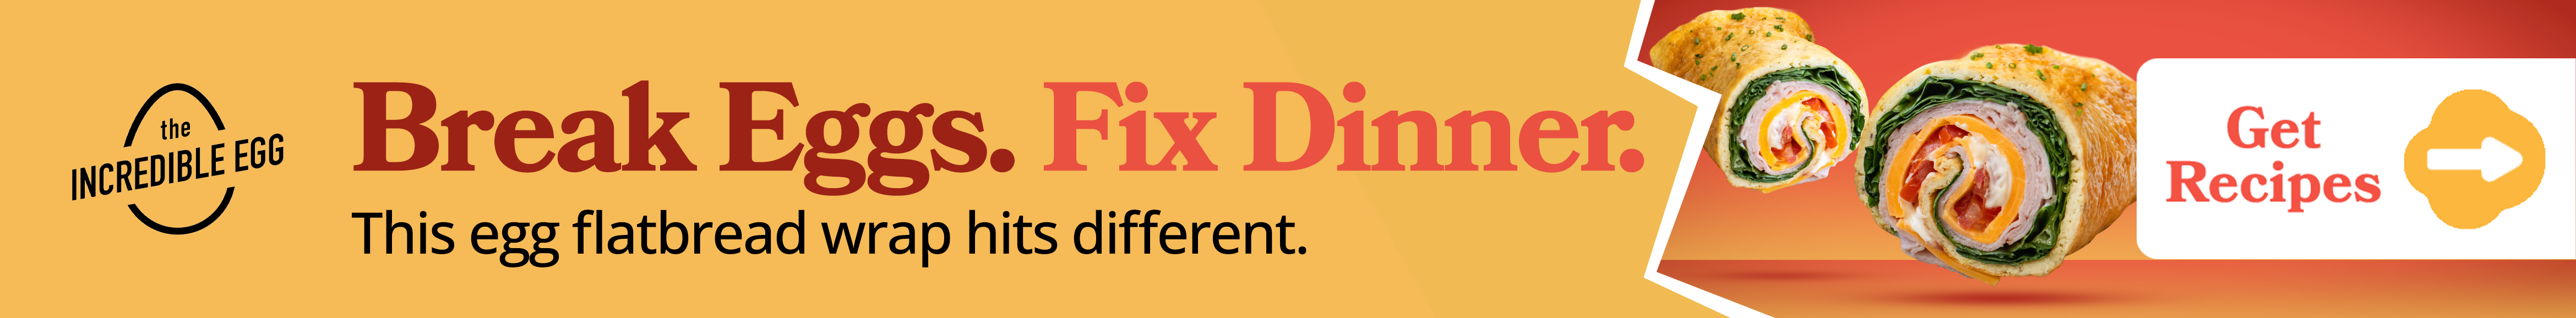 the
INCREDIBLE EGG
Break Eggs. Fix Dinner.
This egg flatbread wrap hits different.
Get
Recipes